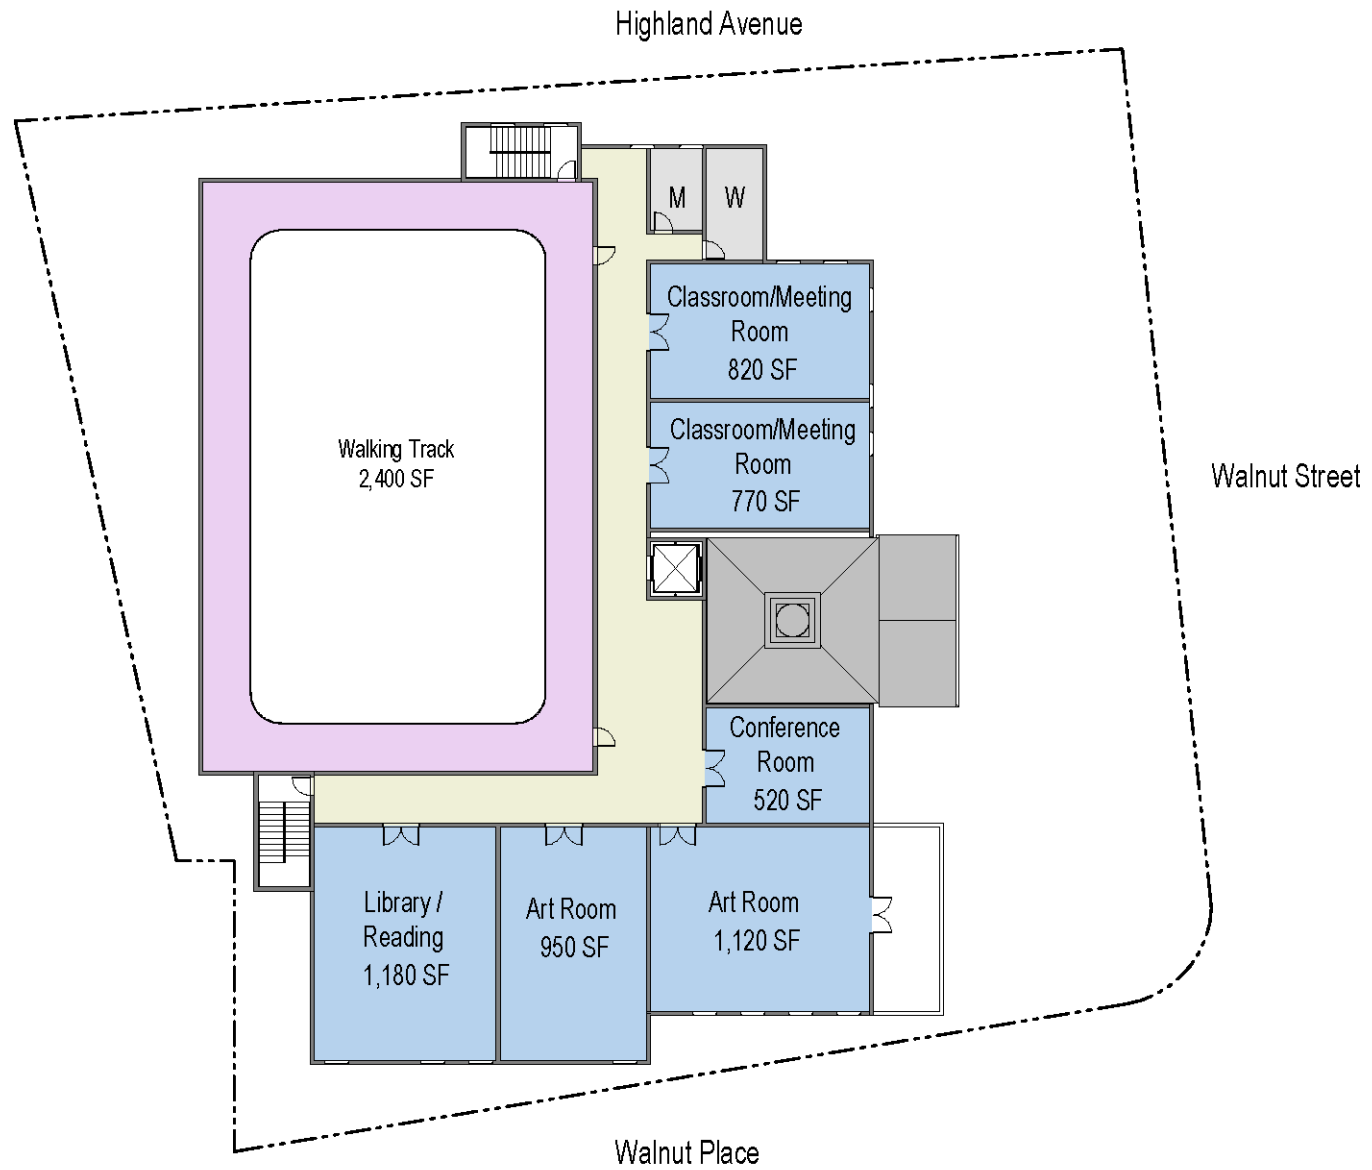 Highland Avenue
M
W
Classroom/Meeting
Room
820 SF
Classroom/Meeting
Room
770 SF
Walking Track
2,400 SF
Walnut Street
Conference
Room
520 SF
Library /
Reading
1,180 SF
Art Room
950 SF
Art Room
1,120 SF
Walnut Place